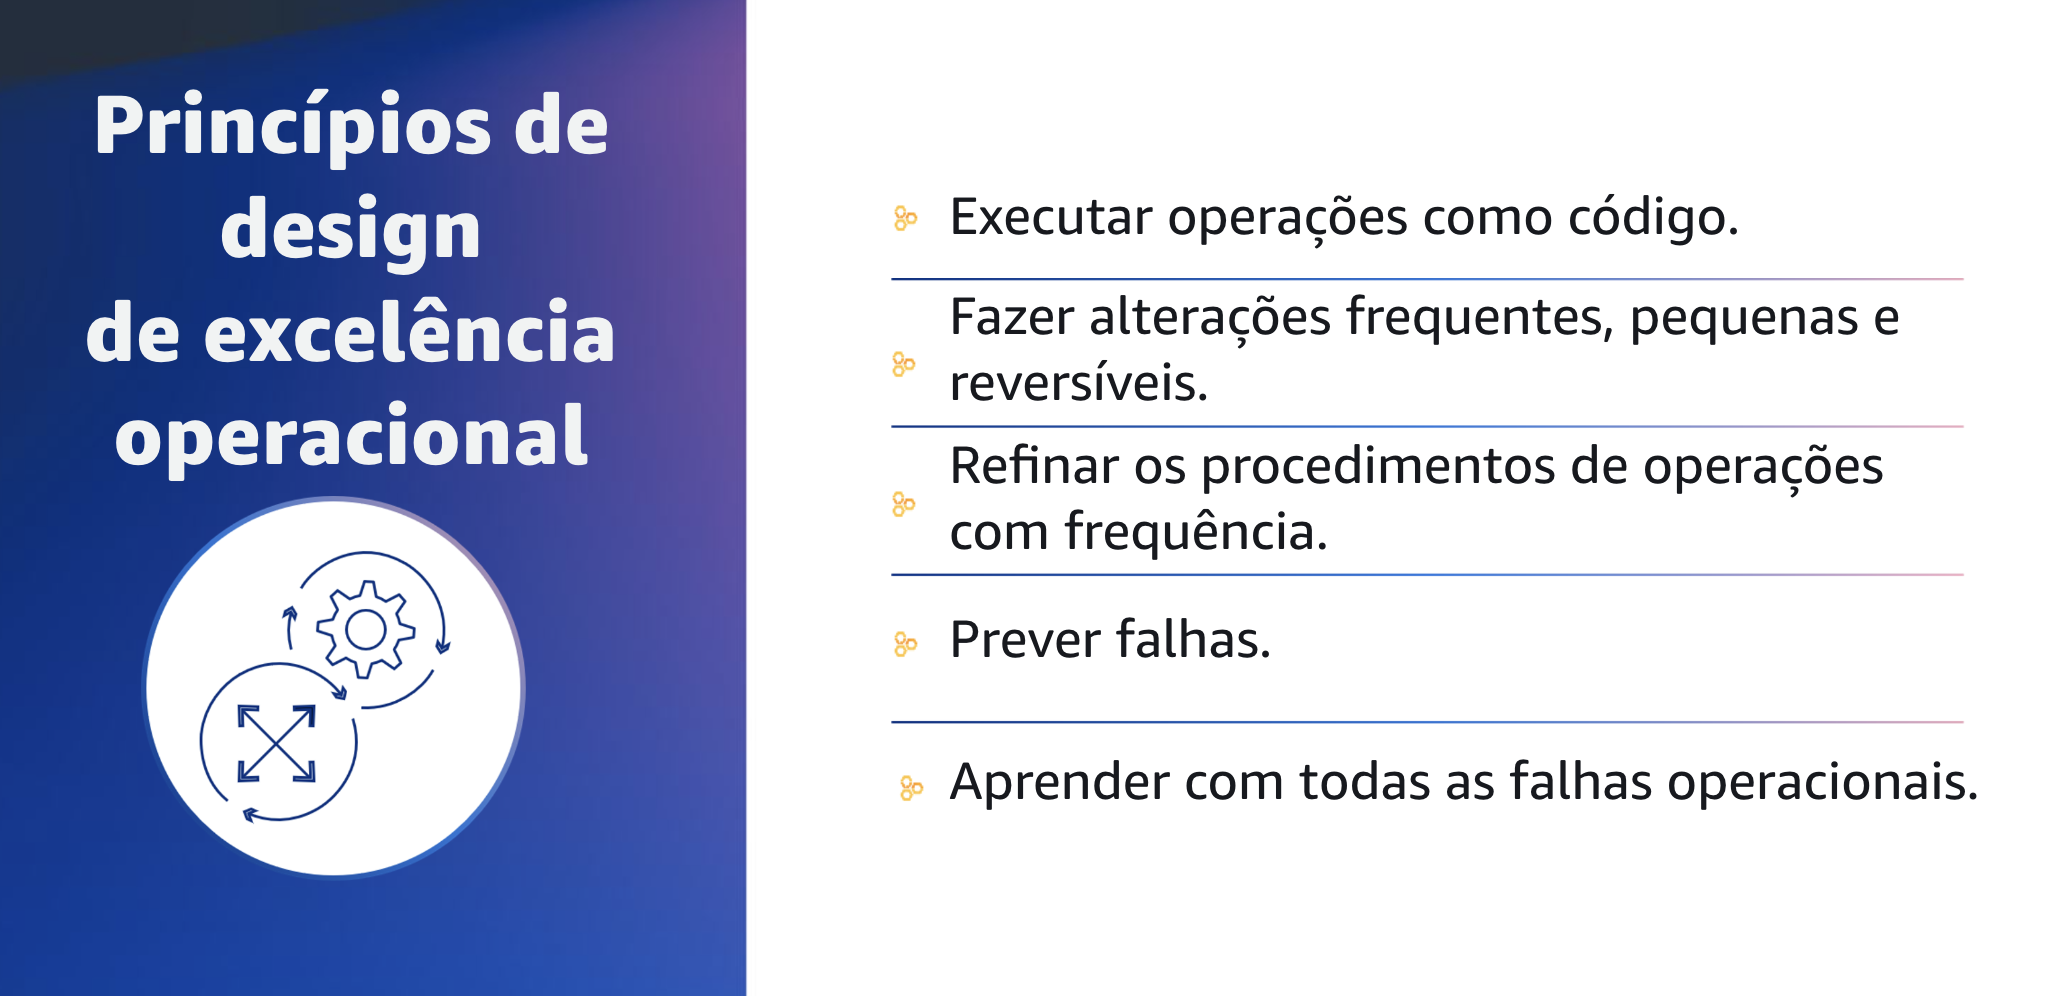 Princípios de
design
de excelência
operacional
Executar operações como código.
Fazer alterações frequentes, pequenas e
reversíveis.
Refinar os procedimentos de operações
com frequência.
Prever falhas.
Aprender com todas as falhas operacionais.